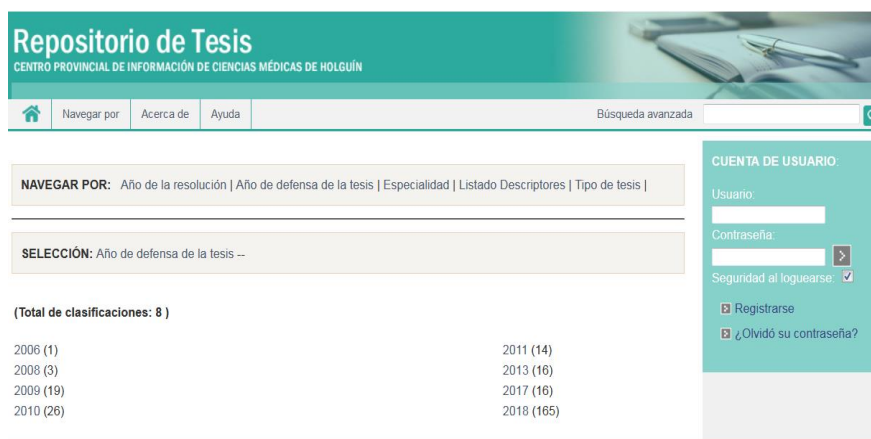 Repositorio de Tesis
CENTRO PROVINCIAL DE INFORMACIÓN DE CIENCIAS MÉDICAS DE HOLGUÍN
Navegar por Acerca de Ayuda Búsqueda avanzada
NAVEGAR POR: Año de la resolución | Año de defensa de la tesis | Especialidad | Listado Descriptores | Tipo de tesis |
SELECCIÓN: Año de defensa de la tesis --
(Total de clasificaciones: 8 )
2006 (1)
2008 (3)
2009 (19)
2010 (26)
2011 (14)
2013 (16)
2017 (16)
2018 (165)
CUENTA DE USUARIO:
Usuario:
Contraseña:
Seguridad al loguearse:
Registrarse
¿Olvidó su contraseña?